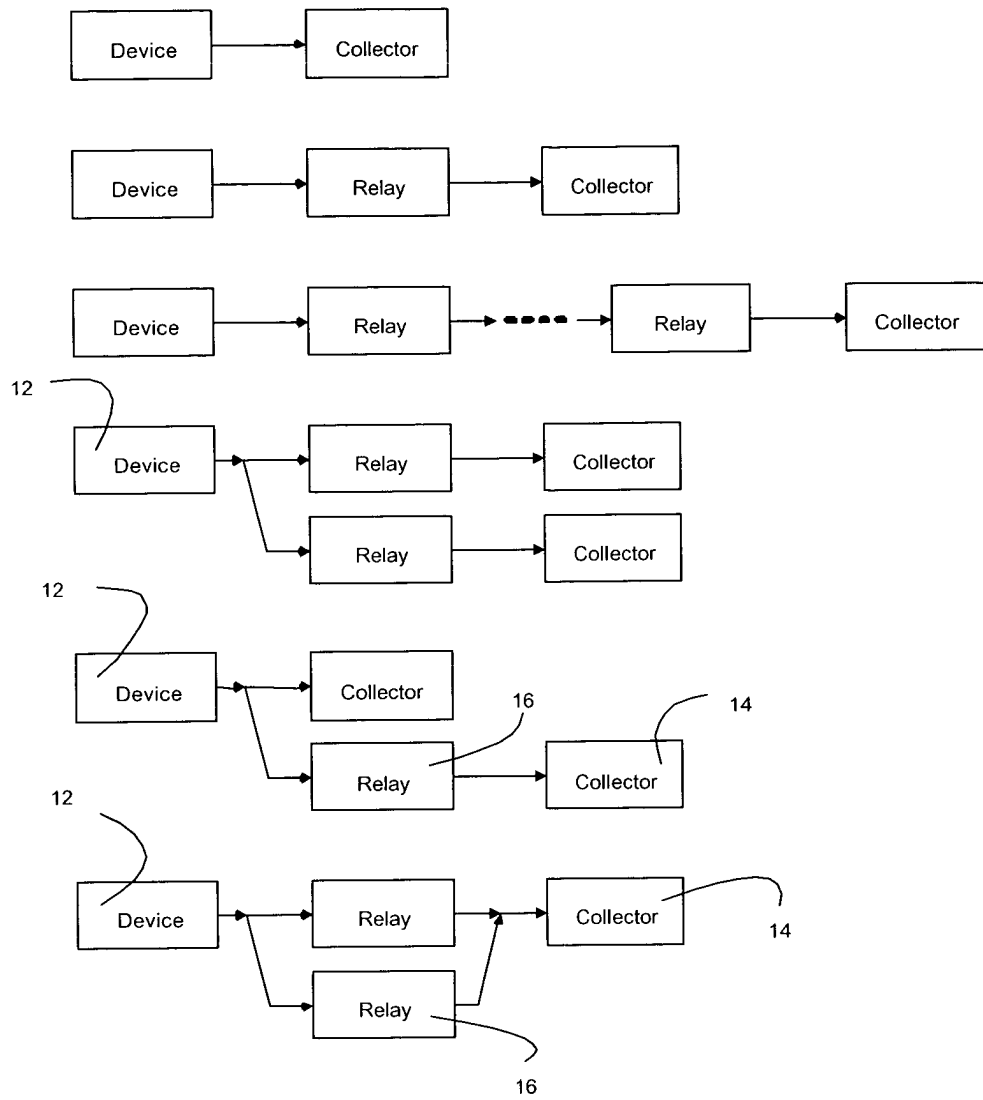 Device Collector
Device Relay Collector
Device Relay Relay Collector
12
Device Relay Collector
Relay Collector
12
Device Collector
16 14
Relay Collector
12
Device Relay Collector
14
Relay
16